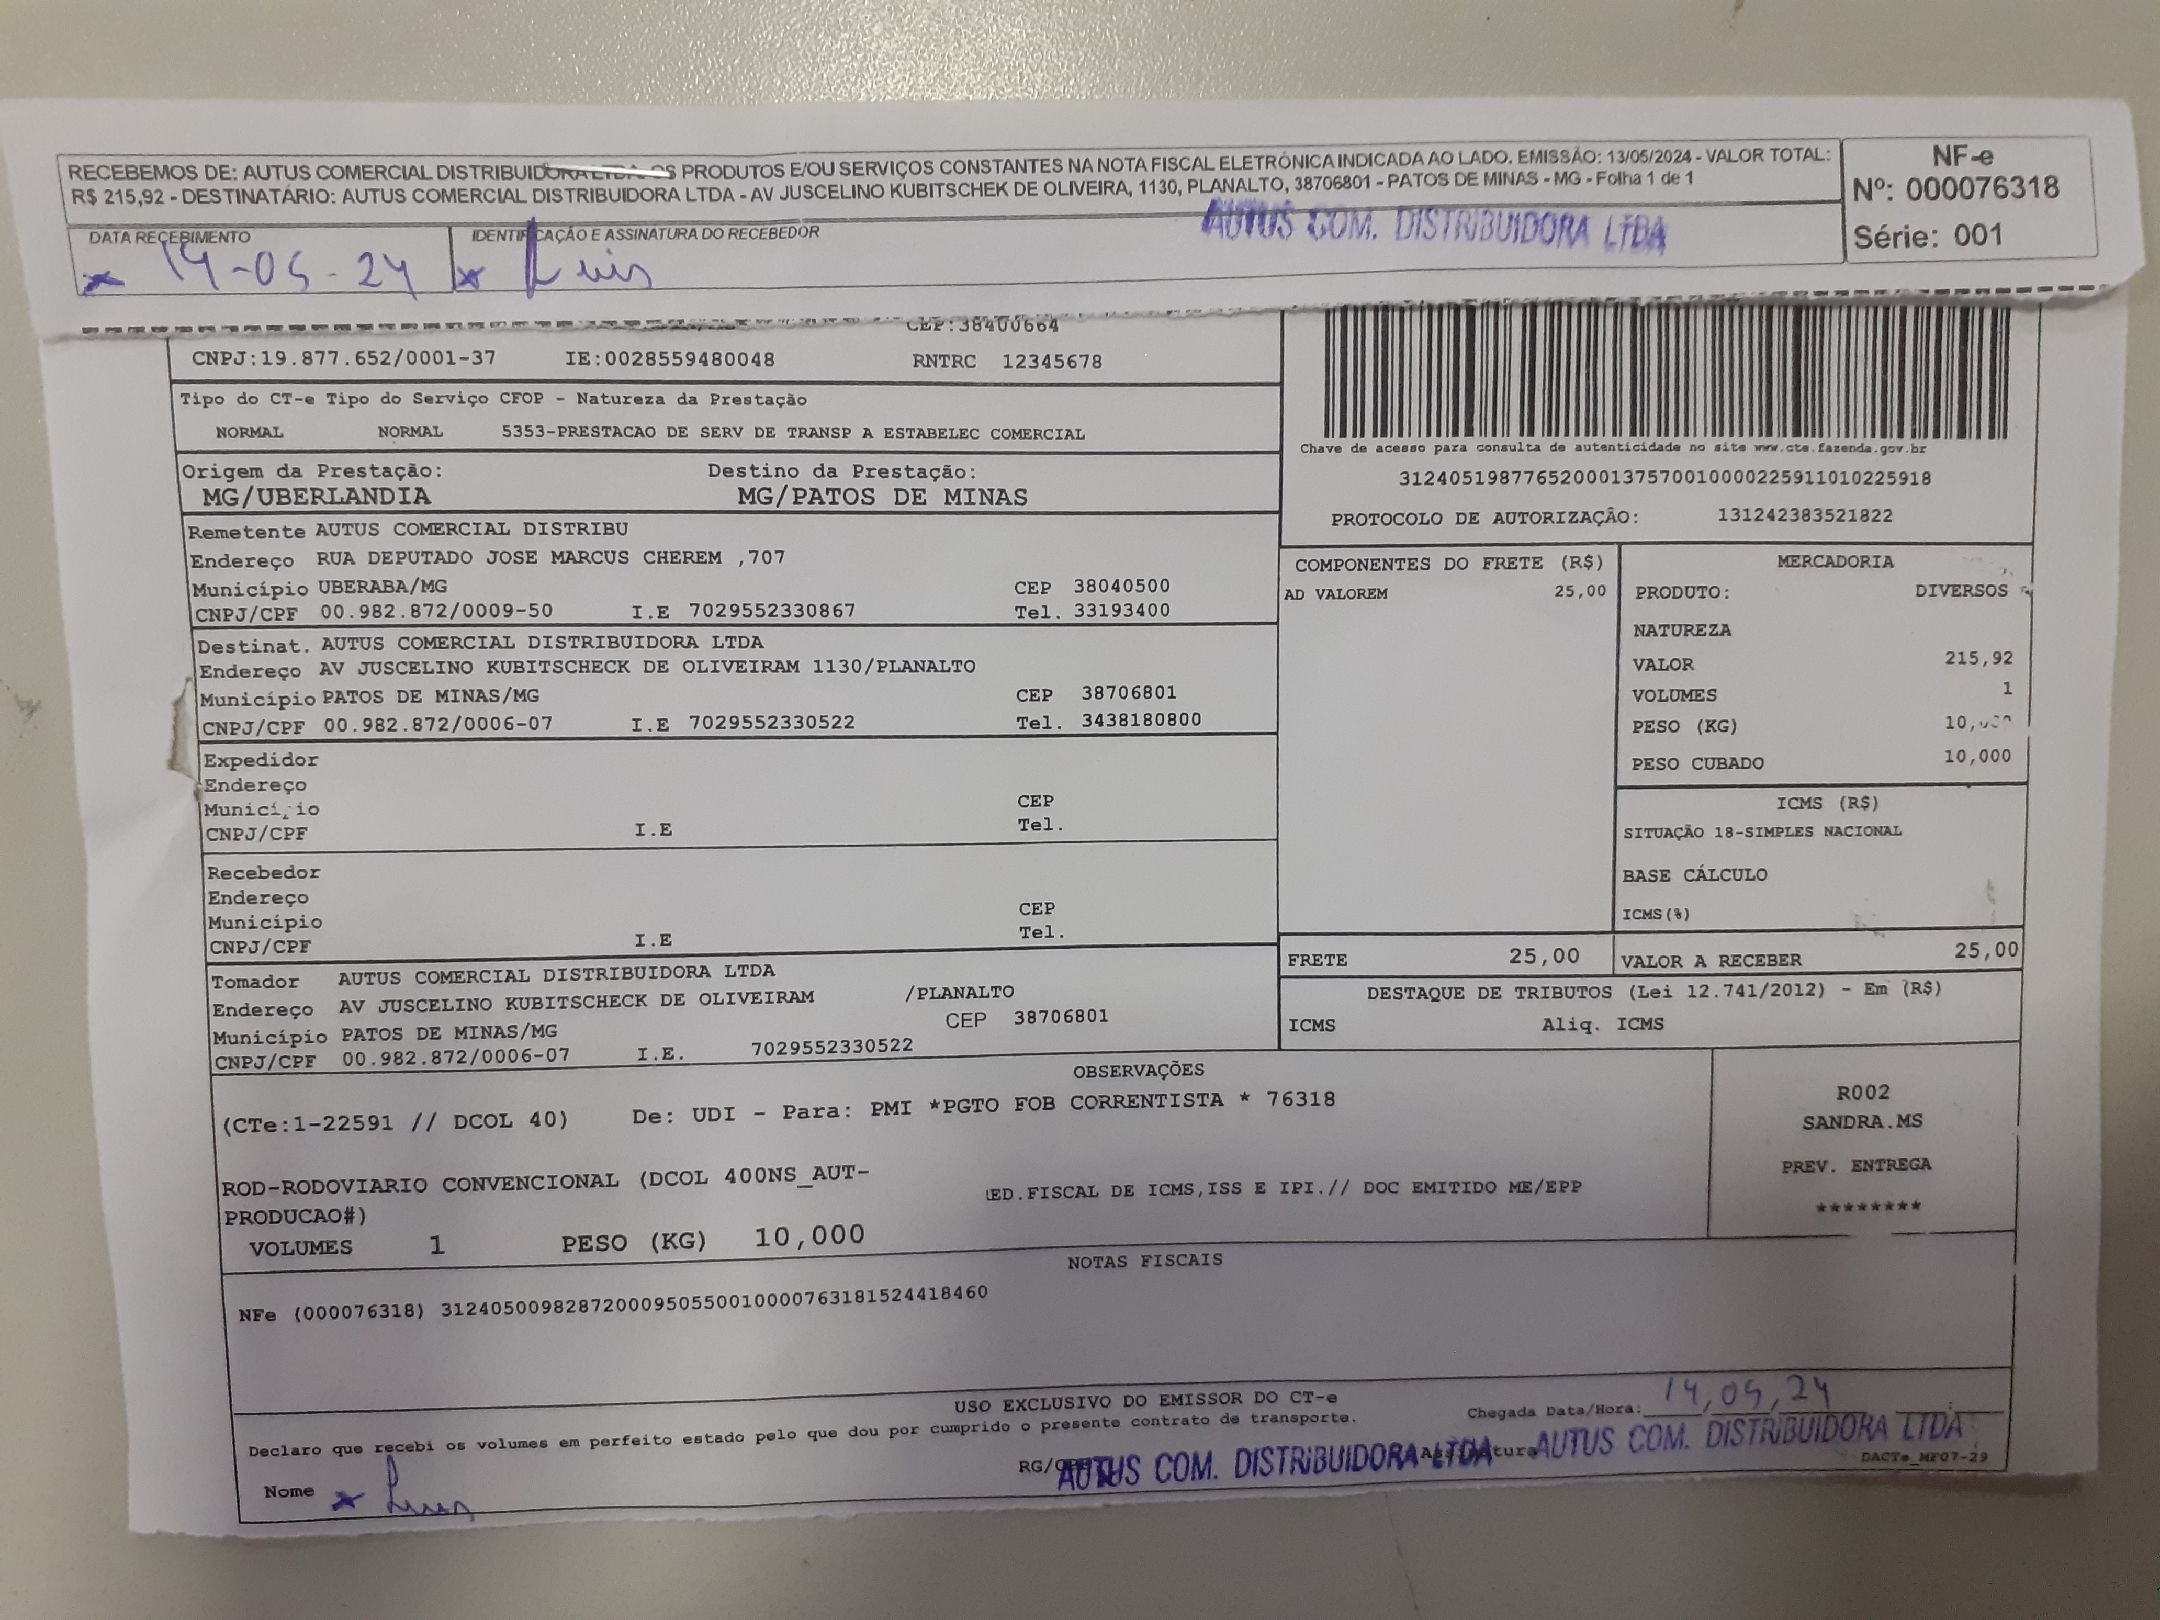 RECEBEMOS DE: AUTUS COMERCIAL DISTRIBUIDORA LTDA. OS PRODUTOS E/OU SERVIÇOS CONSTANTES NA NOTA FISCAL ELETRÔNICA INDICADA AO LADO. EMISSÃO: 13/05/2024 - VALOR TOTAL:
R$ 215,92 - DESTINATÁRIO: AUTUS COMERCIAL DISTRIBUIDORA LTDA - AV JUSCELINO KUBITSCHEK DE OLIVEIRA, 1130, PLANALTO, 38706801 - PATOS DE MINAS - MG - Folha 1 de 1
NF-e
Nº: 000076318
Série: 001
DATA RECEBIMENTO
14-05-24
IDENTIFICAÇÃO E ASSINATURA DO RECEBEDOR
Luis
AUTUS COM. DISTRIBUIDORA LTDA
CEP:38400664
CNPJ:19.877.652/0001-37 IE:0028559480048 RNTRC 12345678
Tipo do CT-e Tipo do Serviço CFOP - Natureza da Prestação
NORMAL NORMAL 5353-PRESTACAO DE SERV DE TRANSP A ESTABELEC COMERCIAL
Origem da Prestação: Destino da Prestação:
MG/UBERLANDIA MG/PATOS DE MINAS
Chave de acesso para consulta de autenticidade no site www.cte.fazenda.gov.br
31240519877652000137570010000225911010225918
PROTOCOLO DE AUTORIZAÇÃO: 131242383521822
Remetente AUTUS COMERCIAL DISTRIBU
Endereço RUA DEPUTADO JOSE MARCUS CHEREM ,707
Município UBERABA/MG CEP 38040500
CNPJ/CPF 00.982.872/0009-50 I.E 7029552330867 Tel. 33193400
Destinat. AUTUS COMERCIAL DISTRIBUIDORA LTDA
Endereço AV JUSCELINO KUBITSCHECK DE OLIVEIRAM 1130/PLANALTO
Município PATOS DE MINAS/MG CEP 38706801
CNPJ/CPF 00.982.872/0006-07 I.E 7029552330522 Tel. 3438180800
Expedidor
Endereço
Município CEP
CNPJ/CPF I.E Tel.
Recebedor
Endereço
Município CEP
CNPJ/CPF I.E Tel.
Tomador AUTUS COMERCIAL DISTRIBUIDORA LTDA
Endereço AV JUSCELINO KUBITSCHECK DE OLIVEIRAM /PLANALTO
Município PATOS DE MINAS/MG CEP 38706801
CNPJ/CPF 00.982.872/0006-07 I.E. 7029552330522
COMPONENTES DO FRETE (R$)
AD VALOREM 25,00
MERCADORIA
PRODUTO: DIVERSOS
NATUREZA
VALOR 215,92
VOLUMES 1
PESO (KG)
PESO CUBADO 10,000
ICMS (R$)
SITUAÇÃO 18-SIMPLES NACIONAL
BASE CÁLCULO
ICMS(%)
FRETE 25,00 VALOR A RECEBER 25,00
DESTAQUE DE TRIBUTOS (Lei 12.741/2012) - Em (R$)
ICMS Aliq. ICMS
OBSERVAÇÕES
(CTe:1-22591 // DCOL 40) De: UDI - Para: PMI *PGTO FOB CORRENTISTA * 76318
ROD-RODOVIARIO CONVENCIONAL (DCOL 400NS_AUT-
PRODUCAO#) ED.FISCAL DE ICMS,ISS E IPI.// DOC EMITIDO ME/EPP
VOLUMES 1 PESO (KG) 10,000
R002
SANDRA.MS
PREV. ENTREGA
********
NOTAS FISCAIS
NFe (000076318) 31240500982872000950550010000763181524418460
USO EXCLUSIVO DO EMISSOR DO CT-e
Declaro que recebi os volumes em perfeito estado pelo que dou por cumprido o presente contrato de transporte.
Chegada Data/Hora: 14,05,24
Nome Luis
RG/
AUTUS COM. DISTRIBUIDORA LTDA
Assinatura AUTUS COM. DISTRIBUIDORA LTDA
DACTe_MF07-29